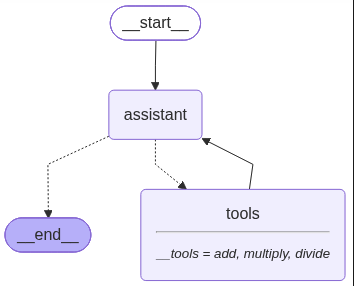 __start__
assistant
tools
__tools = add, multiply, divide
__end__